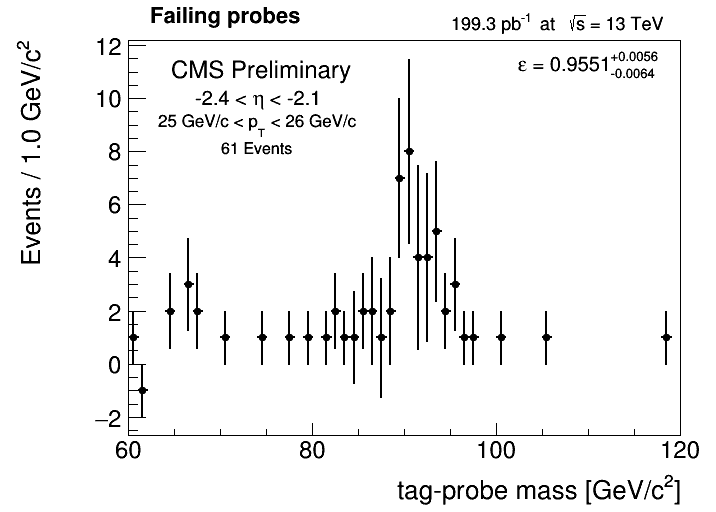 Failing probes
199.3 pb⁻¹ at √s = 13 TeV
CMS Preliminary
-2.4 < η < -2.1
25 GeV/c < p_T < 26 GeV/c
61 Events
ε = 0.9551 +0.0056 -0.0064
Events / 1.0 GeV/c²
12
10
8
6
4
2
0
−2
60 80 100 120
tag-probe mass [GeV/c²]